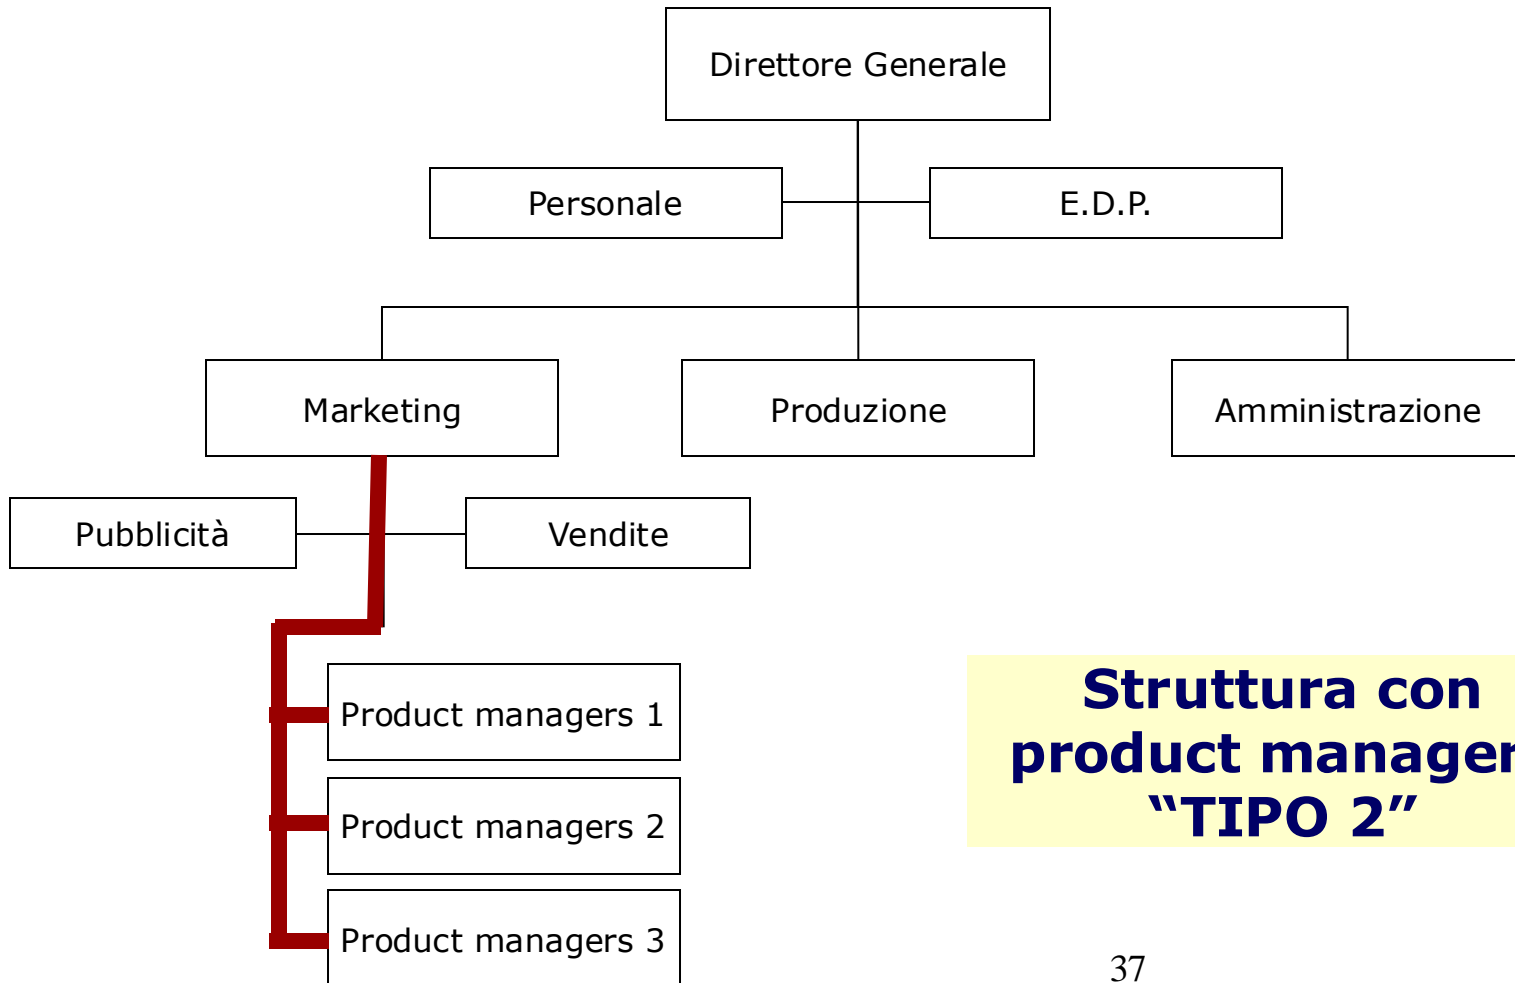 Direttore Generale
Personale
E.D.P.
Marketing
Produzione
Amministrazione
Pubblicità
Vendite
Product managers 1
Product managers 2
Product managers 3
Struttura con
product manager
“TIPO 2”
37